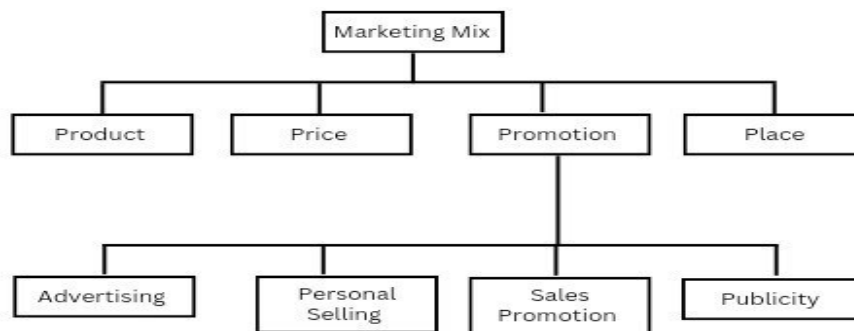 Marketing Mix
Product
Price
Promotion
Place
Advertising
Personal
Selling
Sales
Promotion
Publicity